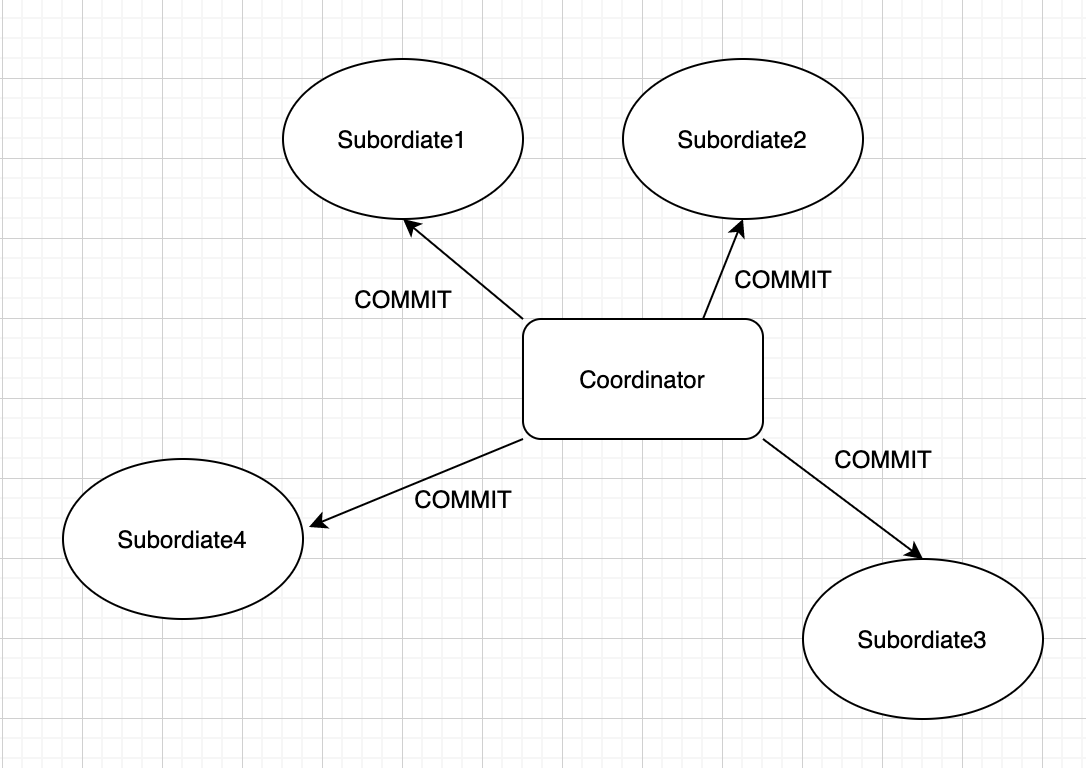 Subordiate1
Subordiate2
COMMIT
COMMIT
Coordinator
COMMIT
COMMIT
Subordiate4
Subordiate3